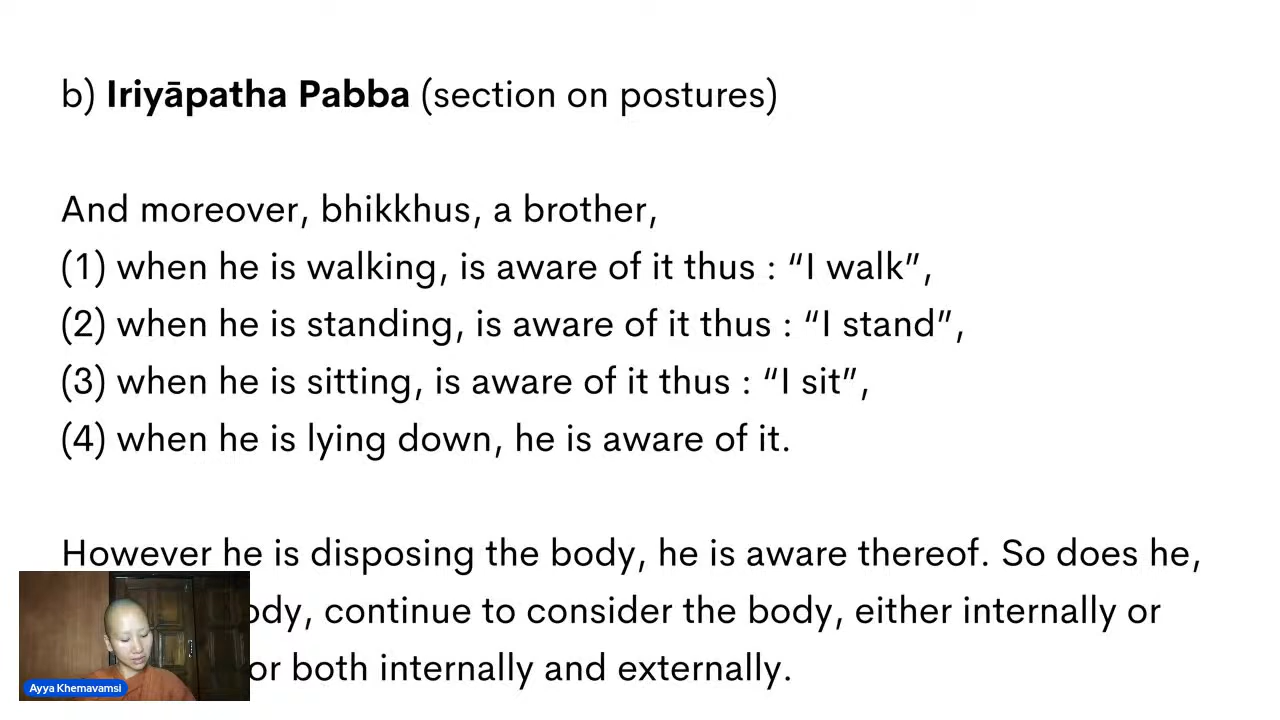 b) Iriyāpatha Pabba (section on postures)
And moreover, bhikkhus, a brother,
(1) when he is walking, is aware of it thus : “I walk”,
(2) when he is standing, is aware of it thus : “I stand”,
(3) when he is sitting, is aware of it thus : “I sit”,
(4) when he is lying down, he is aware of it.
However he is disposing the body, he is aware thereof. So does he,
body, continue to consider the body, either internally or
or both internally and externally.
Ayya Khemavamsi